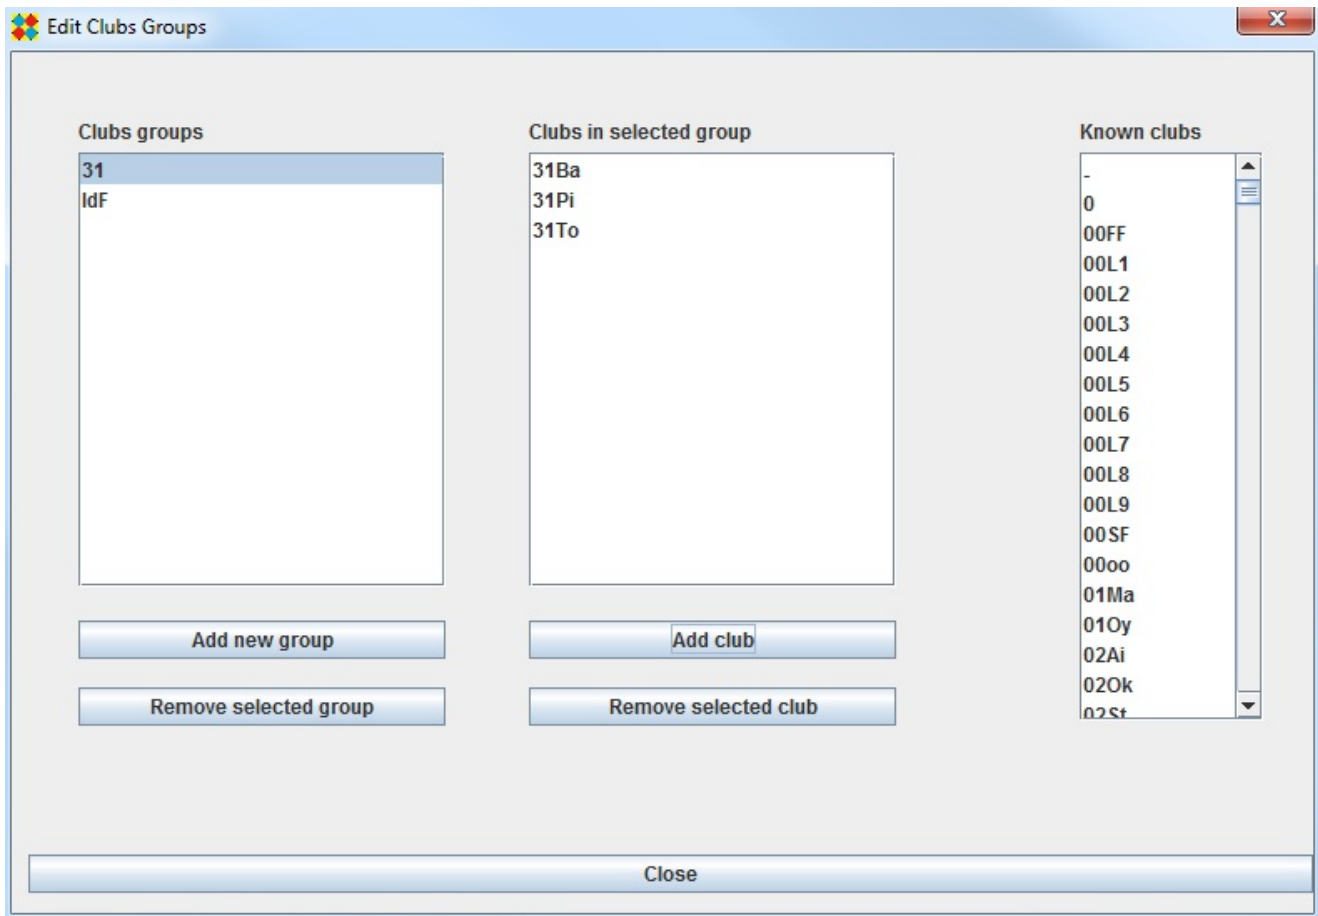 Edit Clubs Groups
Clubs groups
31
IdF
Add new group
Remove selected group
Clubs in selected group
31Ba
31Pi
31To
Add club
Remove selected club
Known clubs
-
0
00FF
00L1
00L2
00L3
00L4
00L5
00L6
00L7
00L8
00L9
00SF
00oo
01Ma
01Oy
02Ai
02Ok
02St
Close